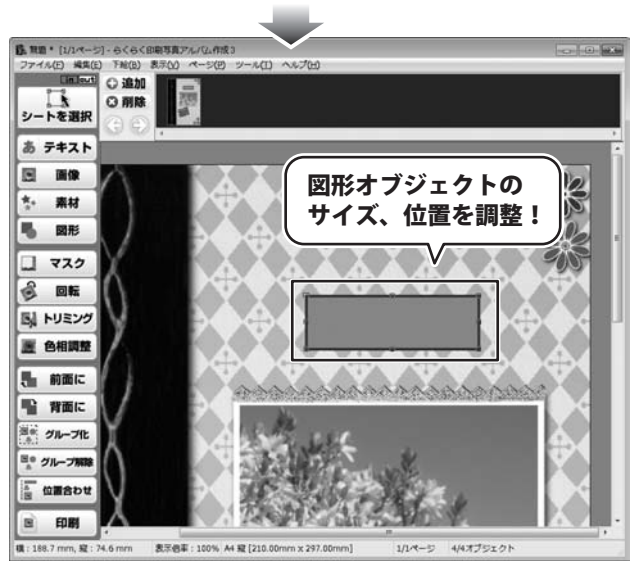 無題 * [1/1ページ] - らくらく印刷写真アルバム作成3
ファイル(F) 編集(E) 下絵(B) 表示(V) ページ(P) ツール(T) ヘルプ(H)
in out
シートを選択
追加
削除
あ テキスト
画像
素材
図形
マスク
回転
トリミング
色相調整
前面に
背面に
グループ化
グループ解除
位置合わせ
印刷
図形オブジェクトの
サイズ、位置を調整!
横 : 188.7 mm, 縦 : 74.6 mm 表示倍率 : 100% A4 縦 [210.00mm x 297.00mm] 1/1ページ 4/4オブジェクト